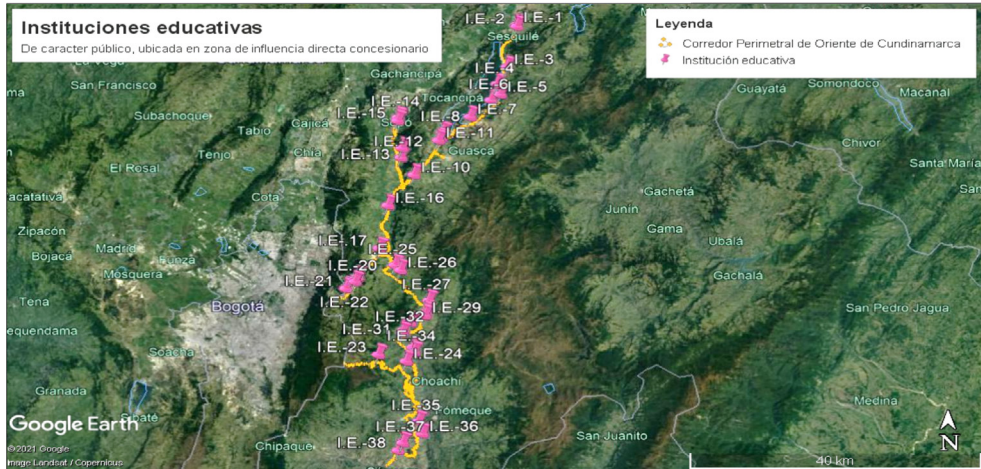 Instituciones educativas
De caracter público, ubicada en zona de influencia directa concesionario
Leyenda
Corredor Perimetral de Oriente de Cundinamarca
Institución educativa
I.E.-2
I.E.-1
Sesquilé
I.E.-3
I.E.-4
Gachancipá
San Francisco
I.E.-6
I.E.-5
Guayatá
Somondoco
Macanal
Tocancipá
I.E.-14
I.E.-15
I.E.-8
I.E.-7
Subachoque
Cajicá
Tabio
I.E.-11
I.E.-12
I.E.-13
Guasca
Chía
Tenjo
Chivor
El Rosal
I.E.-10
Santa María
Cota
I.E.-16
Gachetá
Junín
Zipacón
Gama
Ubalá
I.E-.17
I.E.-25
Madrid
Bojaca
Funza
Mosquera
I.E.-20
I.E.-26
Gachalá
I.E.-21
I.E.-27
Tena
I.E.-22
Bogotá
I.E.-29
San Pedro Jagua
I.E.-32
I.E.-31
I.E.-34
I.E.-23
I.E.-24
Soacha
Choachí
Granada
Medina
I.E.-35
Google Earth
I.E.-37
I.E.-36
San Juanito
Chipaque
I.E.-38
N
©2021 Google
Image Landsat / Copernicus
40 km